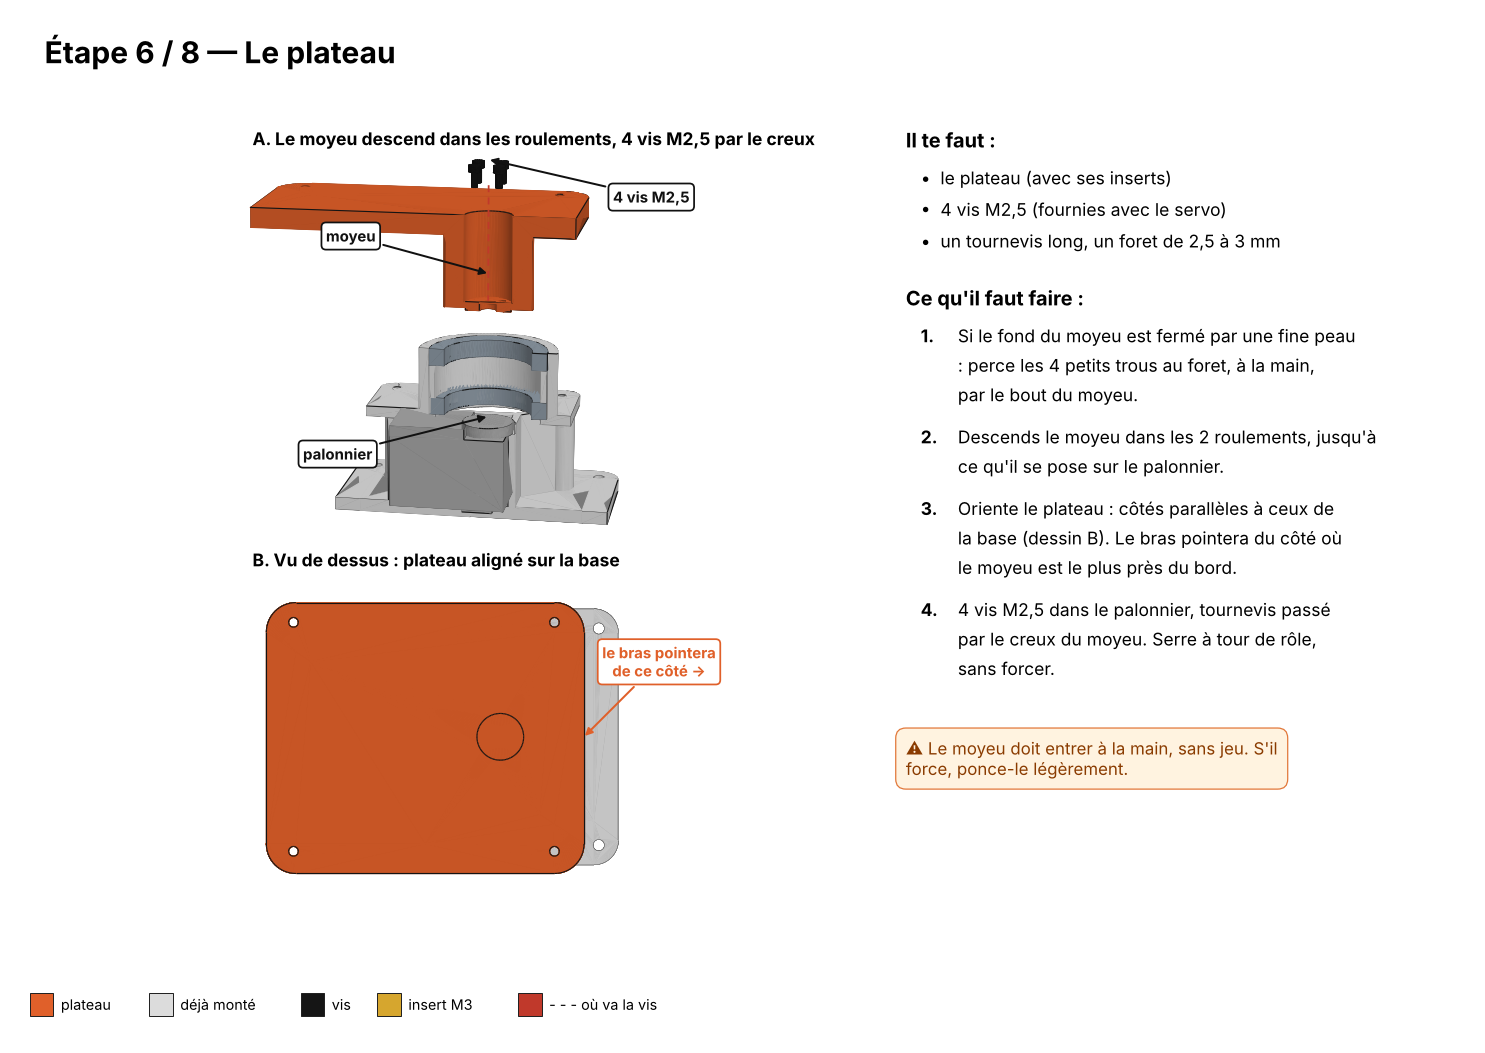 Étape 6 / 8 — Le plateau
A. Le moyeu descend dans les roulements, 4 vis M2,5 par le creux
4 vis M2,5
moyeu
palonnier
B. Vu de dessus : plateau aligné sur la base
le bras pointera
de ce côté →
Il te faut :
• le plateau (avec ses inserts)
• 4 vis M2,5 (fournies avec le servo)
• un tournevis long, un foret de 2,5 à 3 mm
Ce qu'il faut faire :
1. Si le fond du moyeu est fermé par une fine peau
: perce les 4 petits trous au foret, à la main,
par le bout du moyeu.
2. Descends le moyeu dans les 2 roulements, jusqu'à
ce qu'il se pose sur le palonnier.
3. Oriente le plateau : côtés parallèles à ceux de
la base (dessin B). Le bras pointera du côté où
le moyeu est le plus près du bord.
4. 4 vis M2,5 dans le palonnier, tournevis passé
par le creux du moyeu. Serre à tour de rôle,
sans forcer.
⚠ Le moyeu doit entrer à la main, sans jeu. S'il
force, ponce-le légèrement.
plateau
déjà monté
vis
insert M3
- - - où va la vis